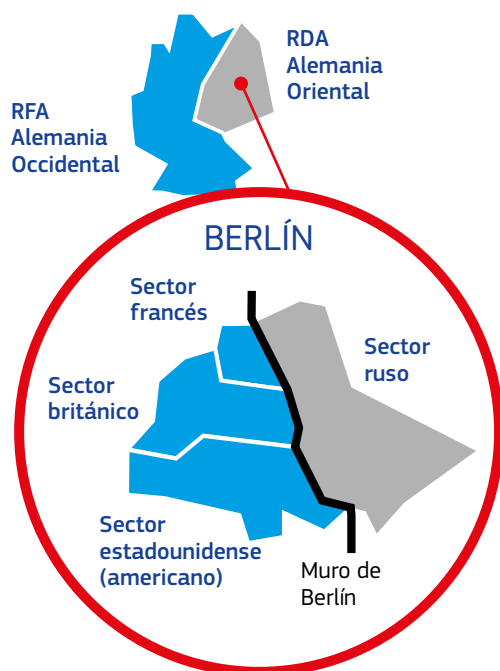 RDA
Alemania
Oriental
RFA
Alemania
Occidental
BERLÍN
Sector
francés
Sector
ruso
Sector
británico
Sector
estadounidense
(americano)
Muro de
Berlín